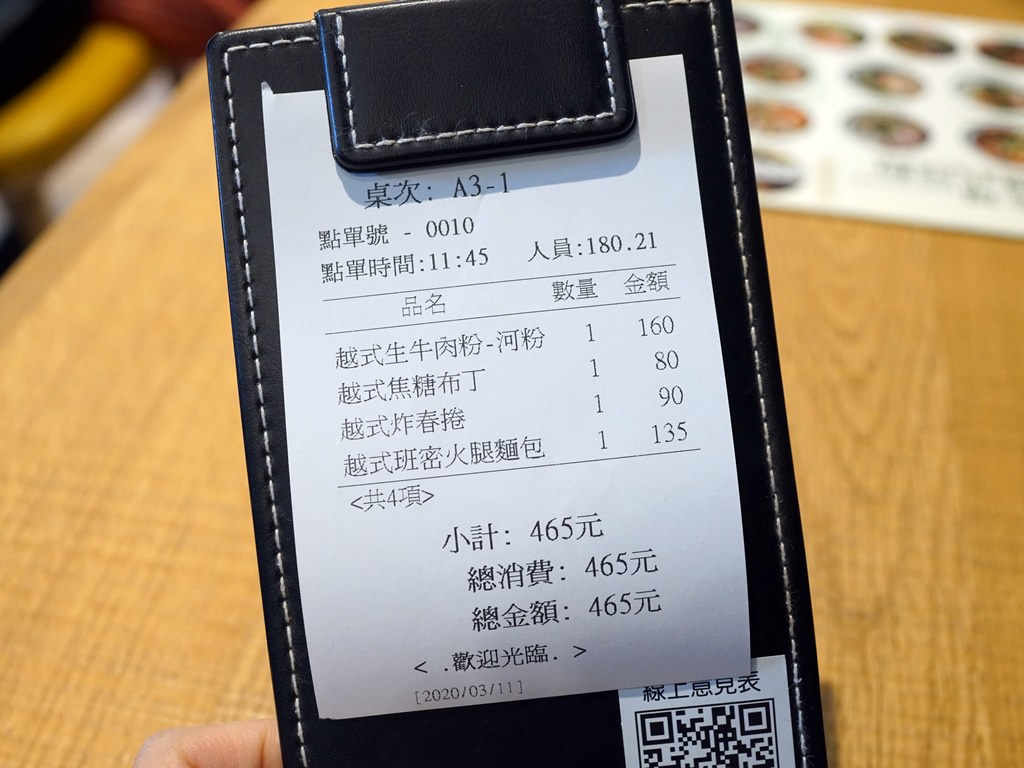 桌次: A3-1
點單號 - 0010
點單時間:11:45 人員:180.21
品名 數量 金額
越式生牛肉粉-河粉 1 160
越式焦糖布丁 1 80
越式炸春捲 1 90
越式班密火腿麵包 1 135
<共4項>
小計: 465元
總消費: 465元
總金額: 465元
< .歡迎光臨. >
[2020/03/11]
線上意見表